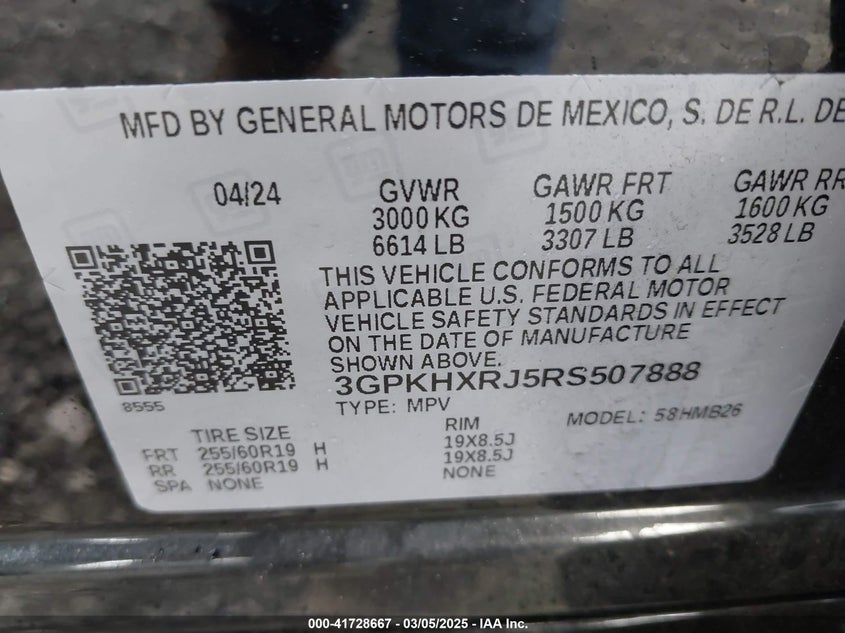 MFD BY GENERAL MOTORS DE MEXICO, S. DE R.L. DE
04/24 GVWR GAWR FRT GAWR RR
3000 KG 1500 KG 1600 KG
6614 LB 3307 LB 3528 LB
THIS VEHICLE CONFORMS TO ALL
APPLICABLE U.S. FEDERAL MOTOR
VEHICLE SAFETY STANDARDS IN EFFECT
ON THE DATE OF MANUFACTURE
SHOWN ABOVE.
3GPKHXRJ5RS507888
8555 TYPE: MPV MODEL: 58HMB26
TIRE SIZE RIM
FRT 255/60R19 H 19X8.5J
RR 255/60R19 H 19X8.5J
SPA NONE NONE
000-41728667 - 03/05/2025 - IAA Inc.